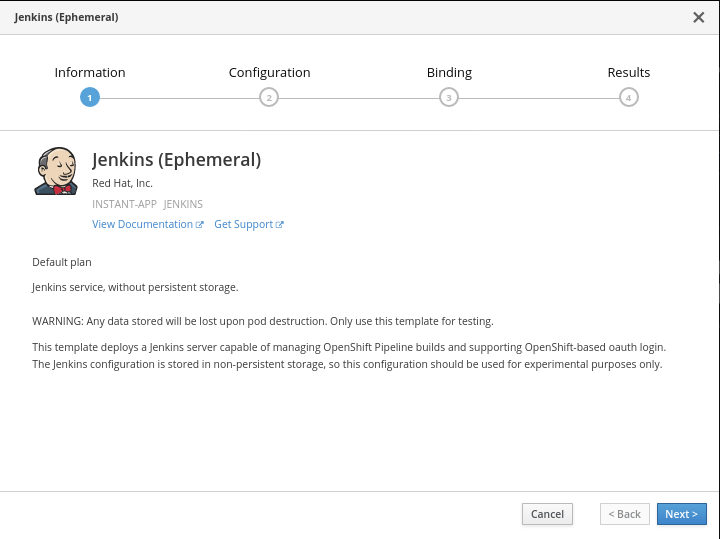 Jenkins (Ephemeral)
Information Configuration Binding Results
1 2 3 4
Jenkins (Ephemeral)
Red Hat, Inc.
INSTANT-APP JENKINS
View Documentation Get Support
Default plan
Jenkins service, without persistent storage.
WARNING: Any data stored will be lost upon pod destruction. Only use this template for testing.
This template deploys a Jenkins server capable of managing OpenShift Pipeline builds and supporting OpenShift-based oauth login.
The Jenkins configuration is stored in non-persistent storage, so this configuration should be used for experimental purposes only.
Cancel < Back Next >